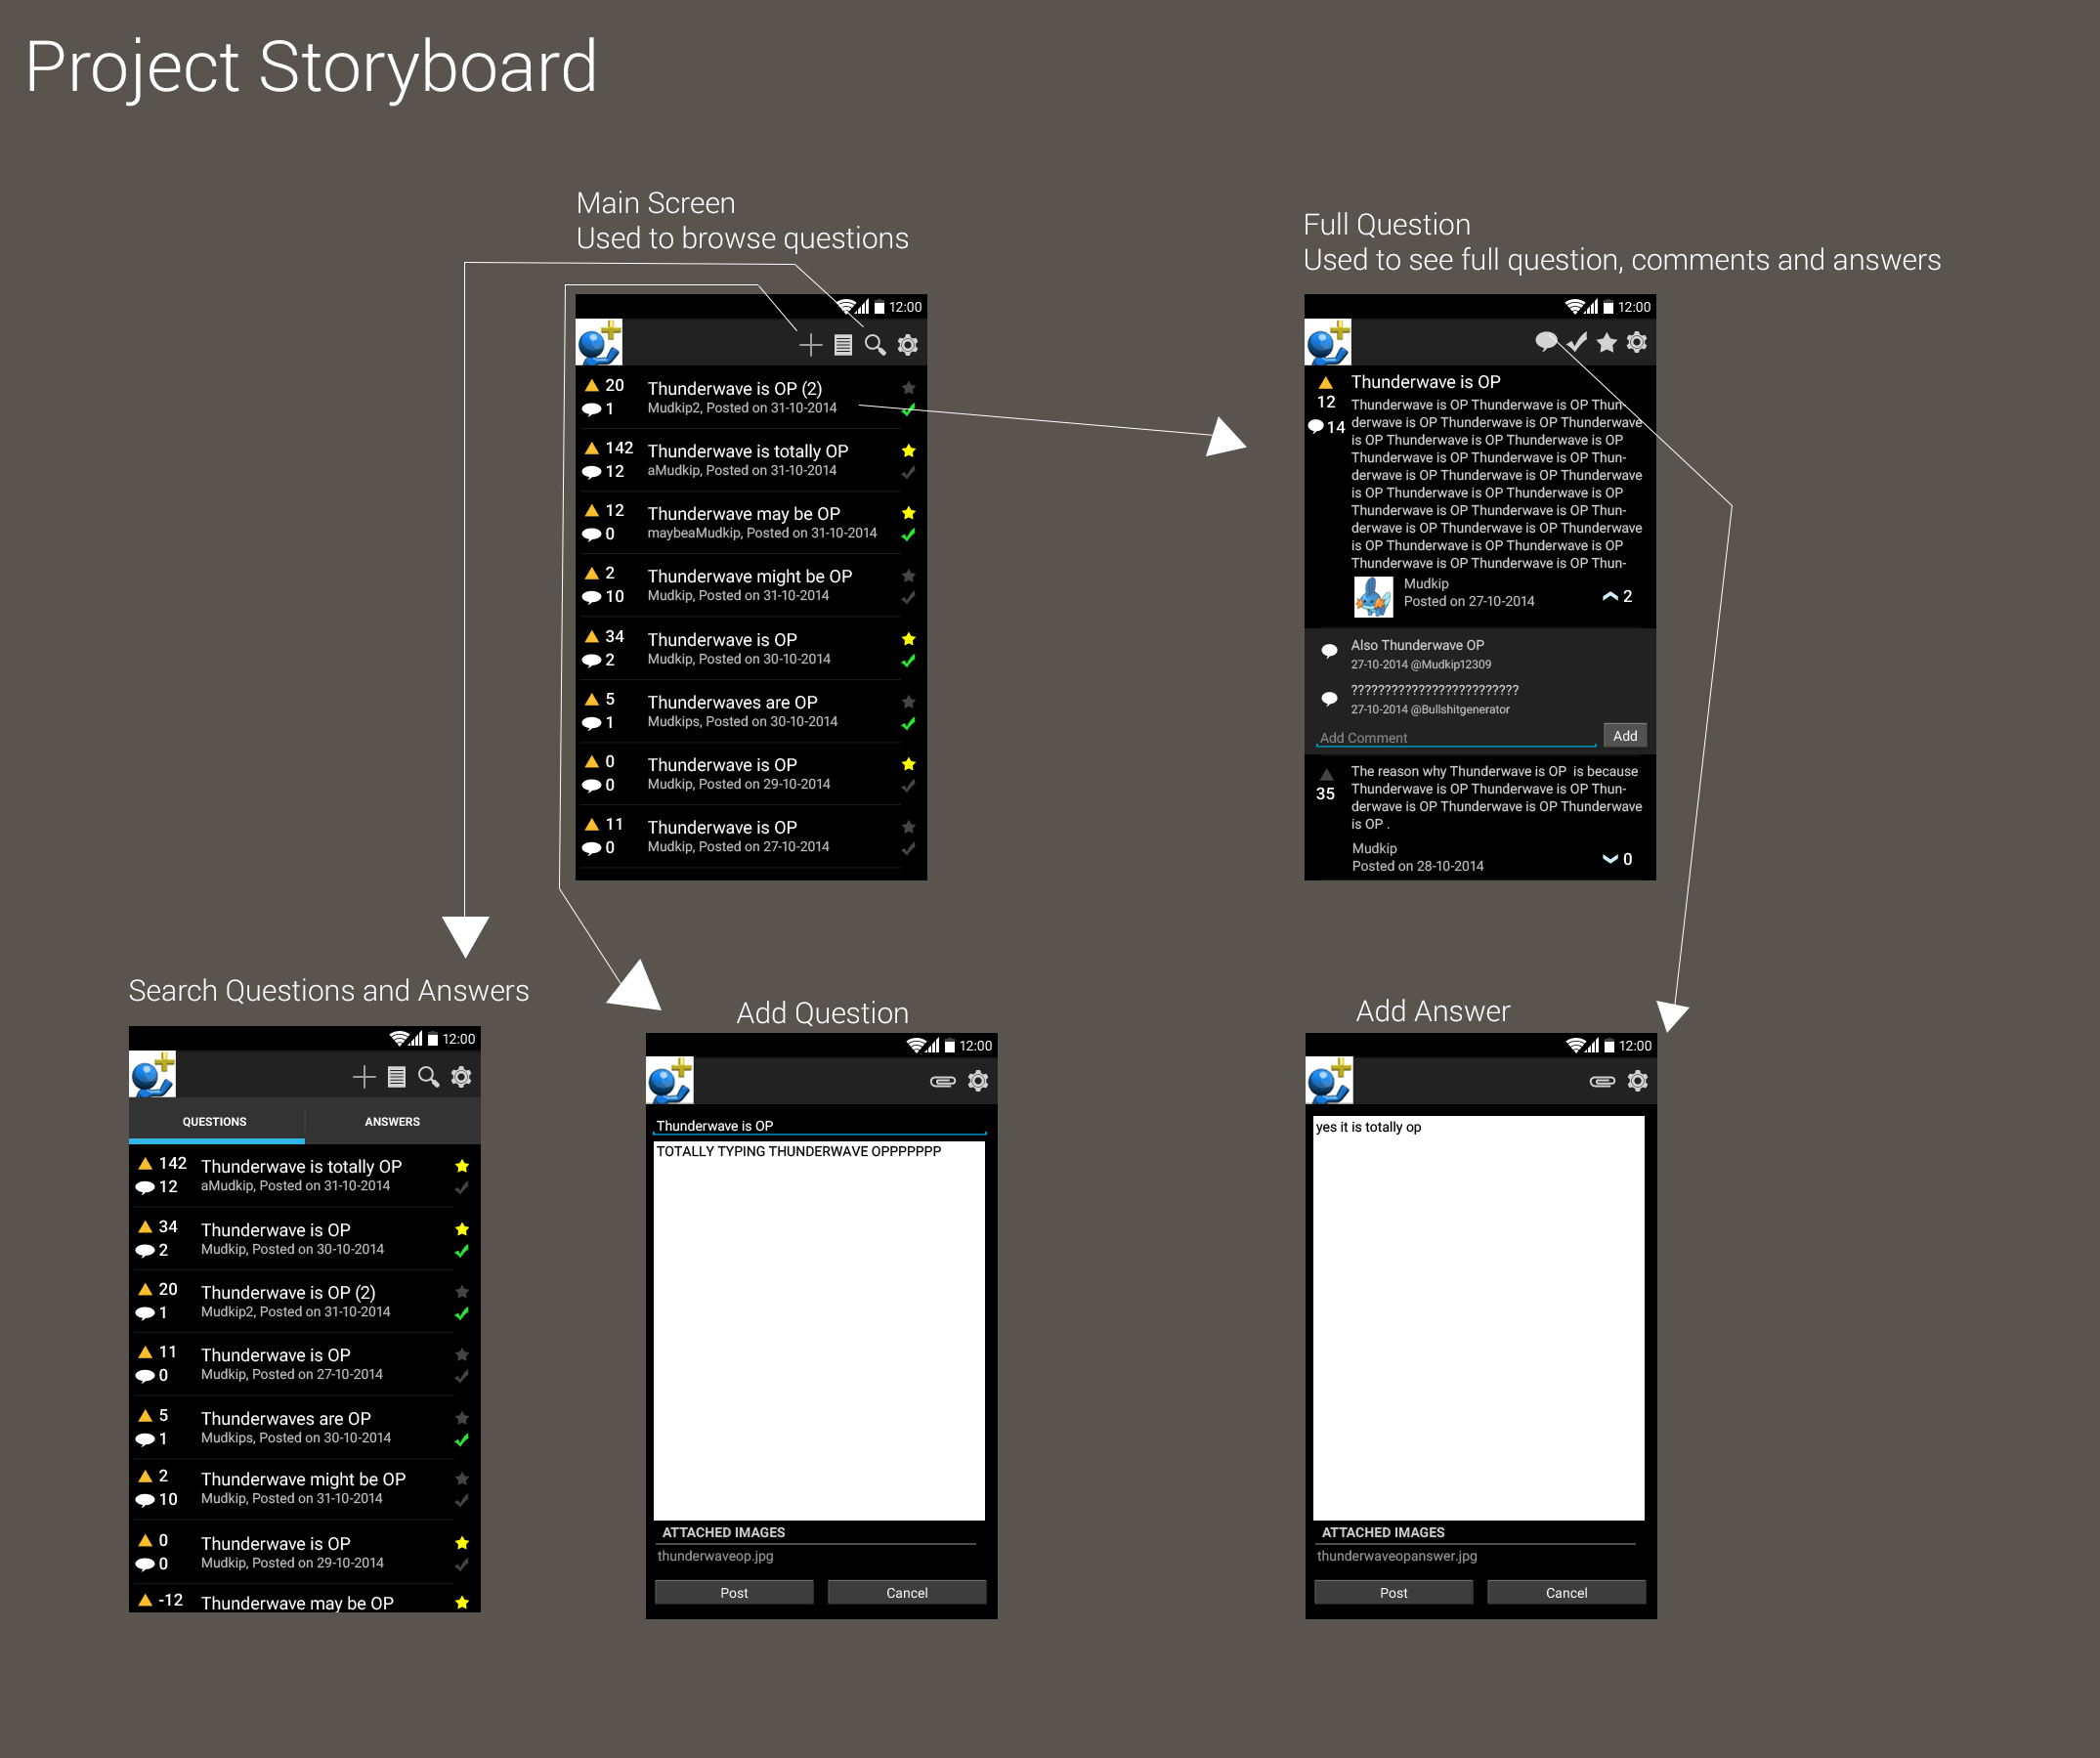 Project Storyboard
Main Screen
Used to browse questions
12:00
20
Thunderwave is OP (2)
1
Mudkip2, Posted on 31-10-2014
142
Thunderwave is totally OP
12
aMudkip, Posted on 31-10-2014
12
Thunderwave may be OP
0
maybeaMudkip, Posted on 31-10-2014
2
Thunderwave might be OP
10
Mudkip, Posted on 31-10-2014
34
Thunderwave is OP
2
Mudkip, Posted on 30-10-2014
5
Thunderwaves are OP
1
Mudkips, Posted on 30-10-2014
0
Thunderwave is OP
0
Mudkip, Posted on 29-10-2014
11
Thunderwave is OP
0
Mudkip, Posted on 27-10-2014
Full Question
Used to see full question, comments and answers
12:00
Thunderwave is OP
12
14
Thunderwave is OP Thunderwave is OP Thun-
derwave is OP Thunderwave is OP Thunderwave
is OP Thunderwave is OP Thunderwave is OP
Thunderwave is OP Thunderwave is OP Thun-
derwave is OP Thunderwave is OP Thunderwave
is OP Thunderwave is OP Thunderwave is OP
Thunderwave is OP Thunderwave is OP Thun-
derwave is OP Thunderwave is OP Thunderwave
is OP Thunderwave is OP Thunderwave is OP
Thunderwave is OP Thunderwave is OP Thun-
Mudkip
Posted on 27-10-2014
2
Also Thunderwave OP
27-10-2014 @Mudkip12309
?????????????????????????
27-10-2014 @Bullshitgenerator
Add Comment
Add
35
The reason why Thunderwave is OP  is because
Thunderwave is OP Thunderwave is OP Thun-
derwave is OP Thunderwave is OP Thunderwave
is OP .
Mudkip
Posted on 28-10-2014
0
Search Questions and Answers
12:00
QUESTIONS
ANSWERS
142
Thunderwave is totally OP
12
aMudkip, Posted on 31-10-2014
34
Thunderwave is OP
2
Mudkip, Posted on 30-10-2014
20
Thunderwave is OP (2)
1
Mudkip2, Posted on 31-10-2014
11
Thunderwave is OP
0
Mudkip, Posted on 27-10-2014
5
Thunderwaves are OP
1
Mudkips, Posted on 30-10-2014
2
Thunderwave might be OP
10
Mudkip, Posted on 31-10-2014
0
Thunderwave is OP
0
Mudkip, Posted on 29-10-2014
-12
Thunderwave may be OP
Add Question
12:00
Thunderwave is OP
TOTALLY TYPING THUNDERWAVE OPPPPPPP
ATTACHED IMAGES
thunderwaveop.jpg
Post
Cancel
Add Answer
12:00
yes it is totally op
ATTACHED IMAGES
thunderwaveopanswer.jpg
Post
Cancel